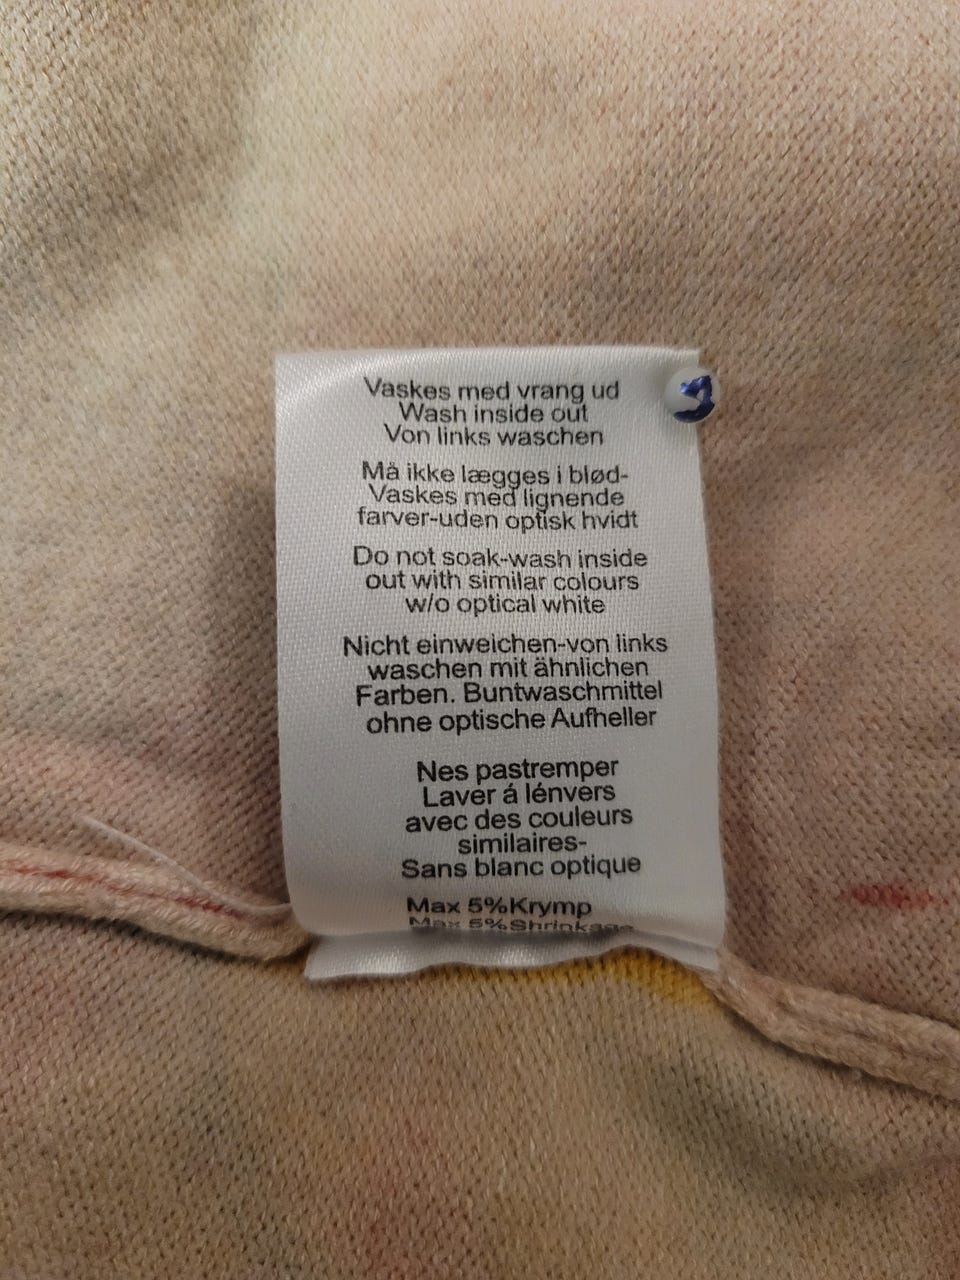 Vaskes med vrang ud
Wash inside out
Von links waschen
Må ikke lægges i blød-
Vaskes med lignende
farver-uden optisk hvidt
Do not soak-wash inside
out with similar colours
w/o optical white
Nicht einweichen-von links
waschen mit ähnlichen
Farben. Buntwaschmittel
ohne optische Aufheller
Nes pastremper
Laver á lénvers
avec des couleurs
similaires-
Sans blanc optique
Max 5%Krymp
Max 5%Shrinkage